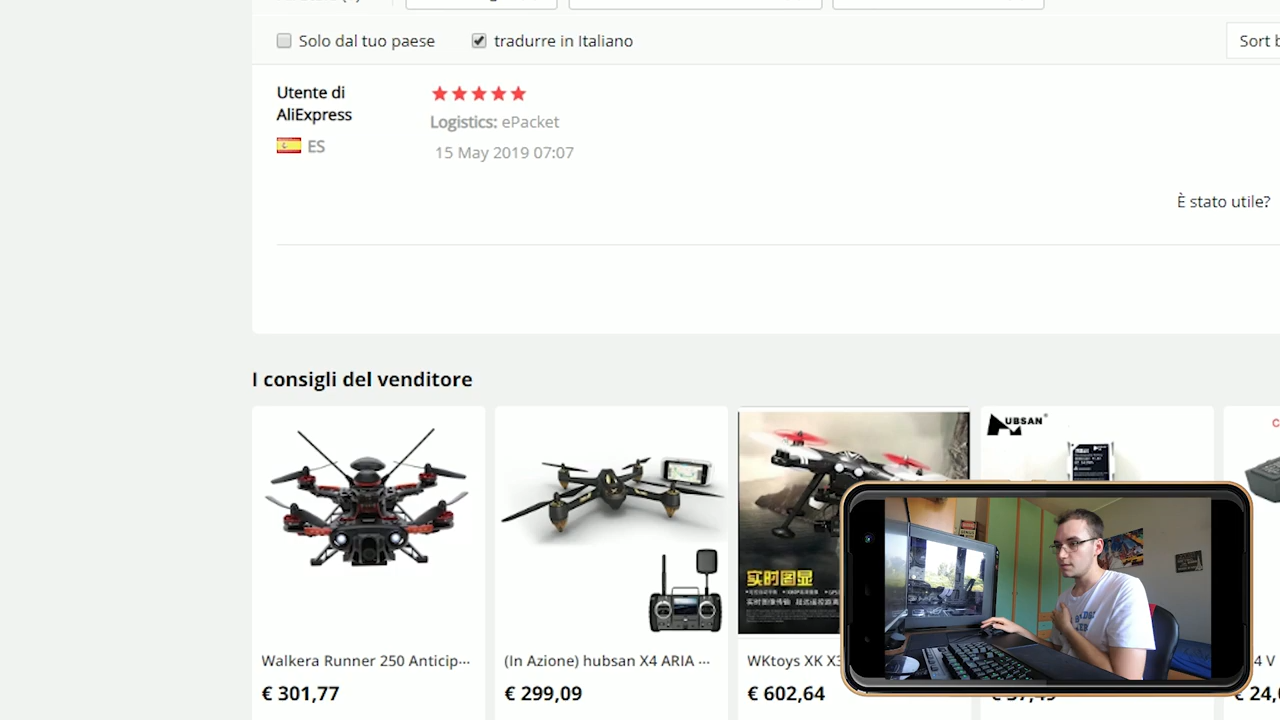 Solo dal tuo paese
tradurre in Italiano
Sort b
Utente di
AliExpress
ES
Logistics: ePacket
15 May 2019 07:07
È stato utile?
I consigli del venditore
UBSAN
实时图显
Walkera Runner 250 Anticip···
(In Azione) hubsan X4 ARIA ···
WKtoys XK X3
4 V
€ 301,77
€ 299,09
€ 602,64